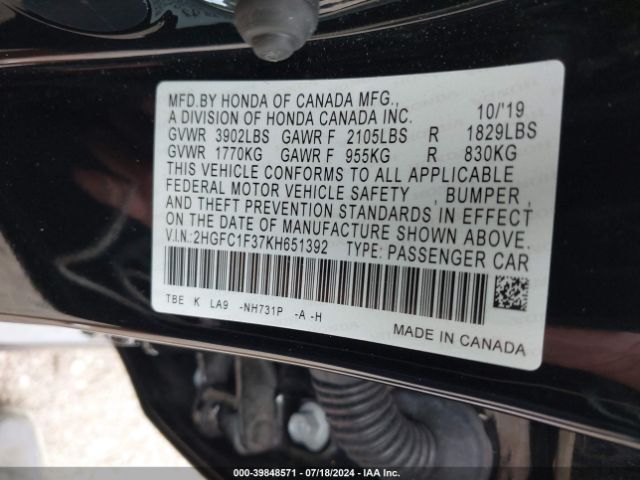 MFD.BY HONDA OF CANADA MFG.,
A DIVISION OF HONDA CANADA INC. 10/'19
GVWR 3902LBS GAWR F 2105LBS R 1829LBS
GVWR 1770KG GAWR F 955KG R 830KG
THIS VEHICLE CONFORMS TO ALL APPLICABLE
FEDERAL MOTOR VEHICLE SAFETY , BUMPER ,
AND THEFT PREVENTION STANDARDS IN EFFECT
ON THE DATE OF MANUFACTURE SHOWN ABOVE.
V.I.N.:2HGFC1F37KH651392 TYPE: PASSENGER CAR
TBE K LA9 -NH731P -A -H
MADE IN CANADA
000-39848571 | 07/18/2024 | IAA Inc.